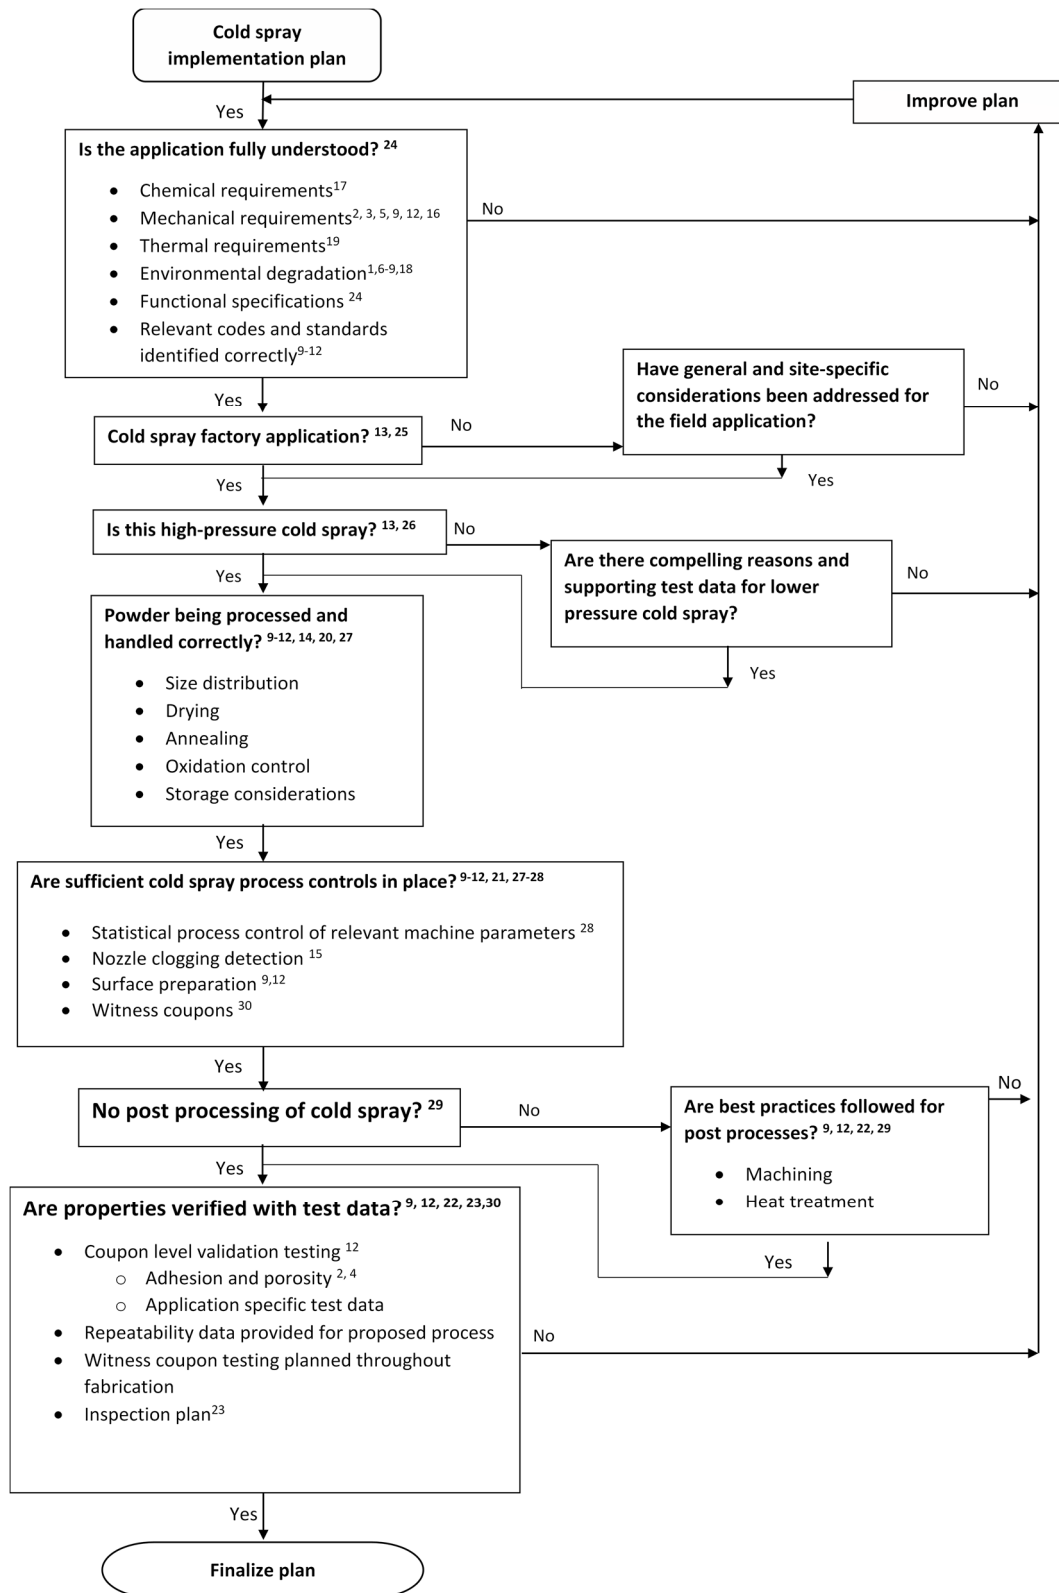 Cold spray
implementation plan
Improve plan
Yes
Is the application fully understood? 24
• Chemical requirements17
• Mechanical requirements2, 3, 5, 9, 12, 16
• Thermal requirements19
• Environmental degradation1,6-9,18
• Functional specifications 24
• Relevant codes and standards
identified correctly9-12
No
Yes
Have general and site-specific
considerations been addressed for
the field application?
No
Cold spray factory application? 13, 25
No
Yes
Yes
Is this high-pressure cold spray? 13, 26
No
Are there compelling reasons and
supporting test data for lower
pressure cold spray?
No
Yes
Yes
Powder being processed and
handled correctly? 9-12, 14, 20, 27
• Size distribution
• Drying
• Annealing
• Oxidation control
• Storage considerations
Yes
Are sufficient cold spray process controls in place? 9-12, 21, 27-28
• Statistical process control of relevant machine parameters 28
• Nozzle clogging detection 15
• Surface preparation 9,12
• Witness coupons 30
Yes
No post processing of cold spray? 29
No
Are best practices followed for
post processes? 9, 12, 22, 29
• Machining
• Heat treatment
No
Yes
Yes
Are properties verified with test data? 9, 12, 22, 23,30
• Coupon level validation testing 12
o Adhesion and porosity 2, 4
o Application specific test data
• Repeatability data provided for proposed process
• Witness coupon testing planned throughout
fabrication
• Inspection plan23
No
Yes
Finalize plan